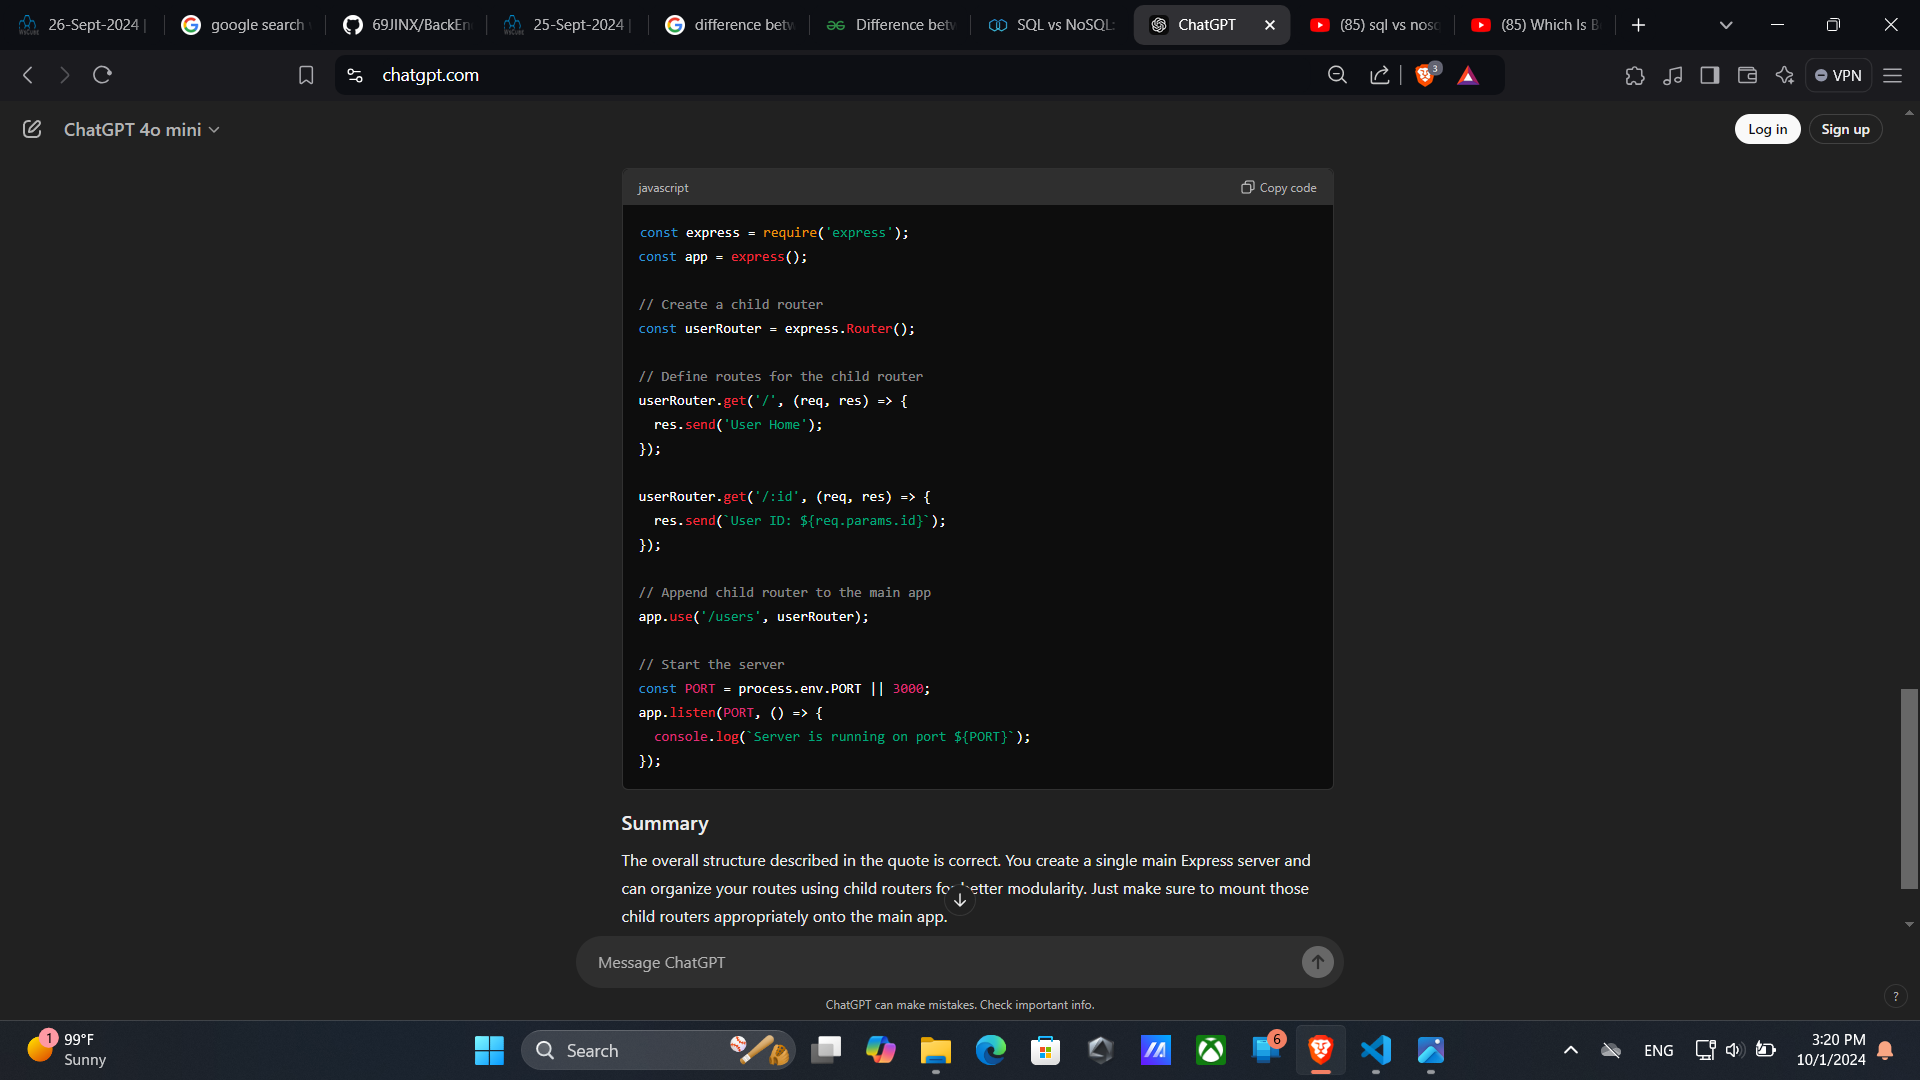 26-Sept-2024 |
google search
69JINX/BackEn
25-Sept-2024 |
difference betw
Difference betw
SQL vs NoSQL:
ChatGPT
(85) sql vs nosq
(85) Which Is B
chatgpt.com
3
VPN
ChatGPT 4o mini
Log in
Sign up
javascript
Copy code
const express = require('express');
const app = express();
// Create a child router
const userRouter = express.Router();
// Define routes for the child router
userRouter.get('/', (req, res) => {
res.send('User Home');
});
userRouter.get('/:id', (req, res) => {
res.send(`User ID: ${req.params.id}`);
});
// Append child router to the main app
app.use('/users', userRouter);
// Start the server
const PORT = process.env.PORT || 3000;
app.listen(PORT, () => {
console.log(`Server is running on port ${PORT}`);
});
Summary
The overall structure described in the quote is correct. You create a single main Express server and
can organize your routes using child routers for better modularity. Just make sure to mount those
child routers appropriately onto the main app.
Message ChatGPT
ChatGPT can make mistakes. Check important info.
?
1
99°F
Sunny
Search
6
ENG
3:20 PM
10/1/2024